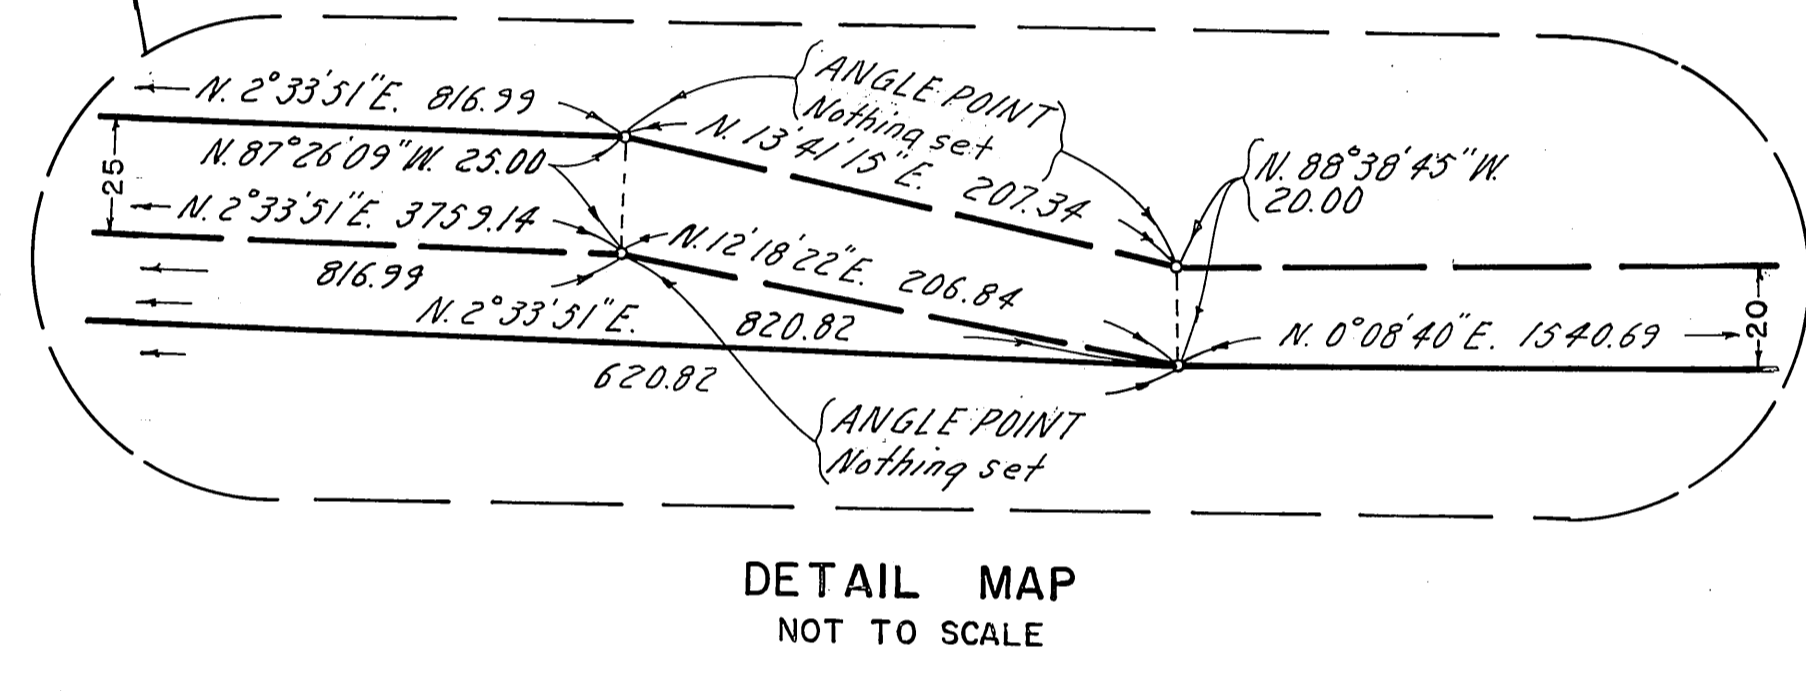 N. 2°33'51"E. 816.99
ANGLE POINT
Nothing set
N. 13'41'15"E. 207.34
N. 87°26'09"W. 25.00
25
N. 88°38'45"W.
20.00
N. 2°33'51"E. 3759.14
N. 12'18'22"E. 206.84
816.99
N. 2°33'51"E. 820.82
N. 0°08'40"E. 1540.69
20
620.82
ANGLE POINT
Nothing set
DETAIL MAP
NOT TO SCALE